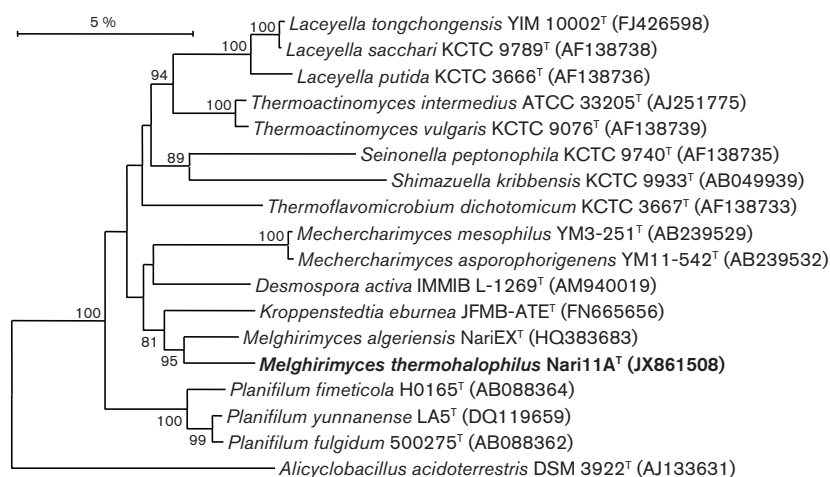 5 %
100
Laceyella tongchongensis YIM 10002ᵀ (FJ426598)
100
Laceyella sacchari KCTC 9789ᵀ (AF138738)
94
Laceyella putida KCTC 3666ᵀ (AF138736)
100
Thermoactinomyces intermedius ATCC 33205ᵀ (AJ251775)
Thermoactinomyces vulgaris KCTC 9076ᵀ (AF138739)
89
Seinonella peptonophila KCTC 9740ᵀ (AF138735)
Shimazuella kribbensis KCTC 9933ᵀ (AB049939)
Thermoflavomicrobium dichotomicum KCTC 3667ᵀ (AF138733)
100
Mechercharimyces mesophilus YM3-251ᵀ (AB239529)
Mechercharimyces asporophorigenens YM11-542ᵀ (AB239532)
Desmospora activa IMMIB L-1269ᵀ (AM940019)
100
Kroppenstedtia eburnea JFMB-ATEᵀ (FN665656)
81
Melghirimyces algeriensis NariEXᵀ (HQ383683)
95
Melghirimyces thermohalophilus Nari11Aᵀ (JX861508)
Planifilum fimeticola H0165ᵀ (AB088364)
100
Planifilum yunnanense LA5ᵀ (DQ119659)
99
Planifilum fulgidum 500275ᵀ (AB088362)
Alicyclobacillus acidoterrestris DSM 3922ᵀ (AJ133631)